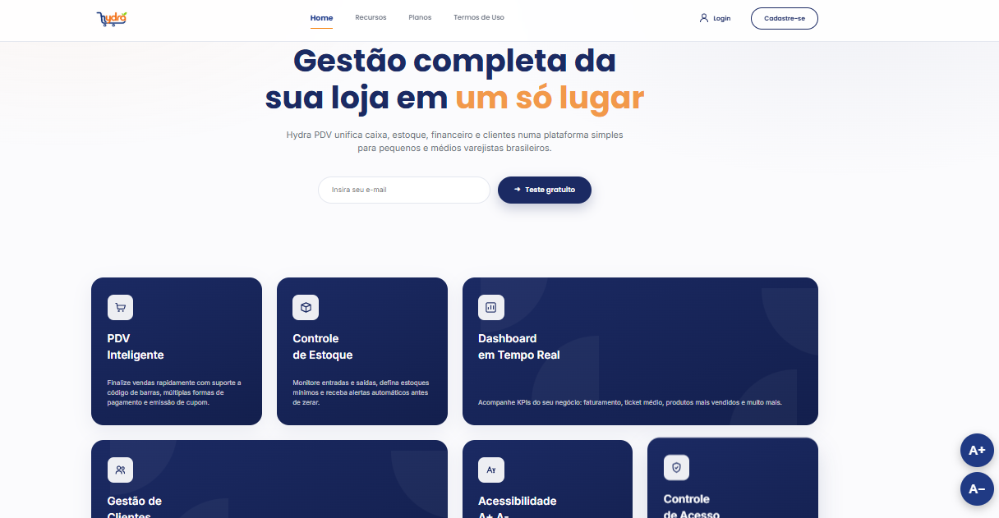 hydra
Home
Recursos
Planos
Termos de Uso
Login
Cadastre-se
Gestão completa da
sua loja em um só lugar
Hydra PDV unifica caixa, estoque, financeiro e clientes numa plataforma simples
para pequenos e médios varejistas brasileiros.
Insira seu e-mail
➜ Teste gratuito
PDV
Inteligente
Finalize vendas rapidamente com suporte a
código de barras, múltiplas formas de
pagamento e emissão de cupom.
Controle
de Estoque
Monitore entradas e saídas, defina estoques
mínimos e receba alertas automáticos antes
de zerar.
Dashboard
em Tempo Real
Acompanhe KPIs do seu negócio: faturamento, ticket médio, produtos mais vendidos e muito mais.
Gestão de
Clientes
Acessibilidade
A+ A-
Controle
de Acesso
A+
A−